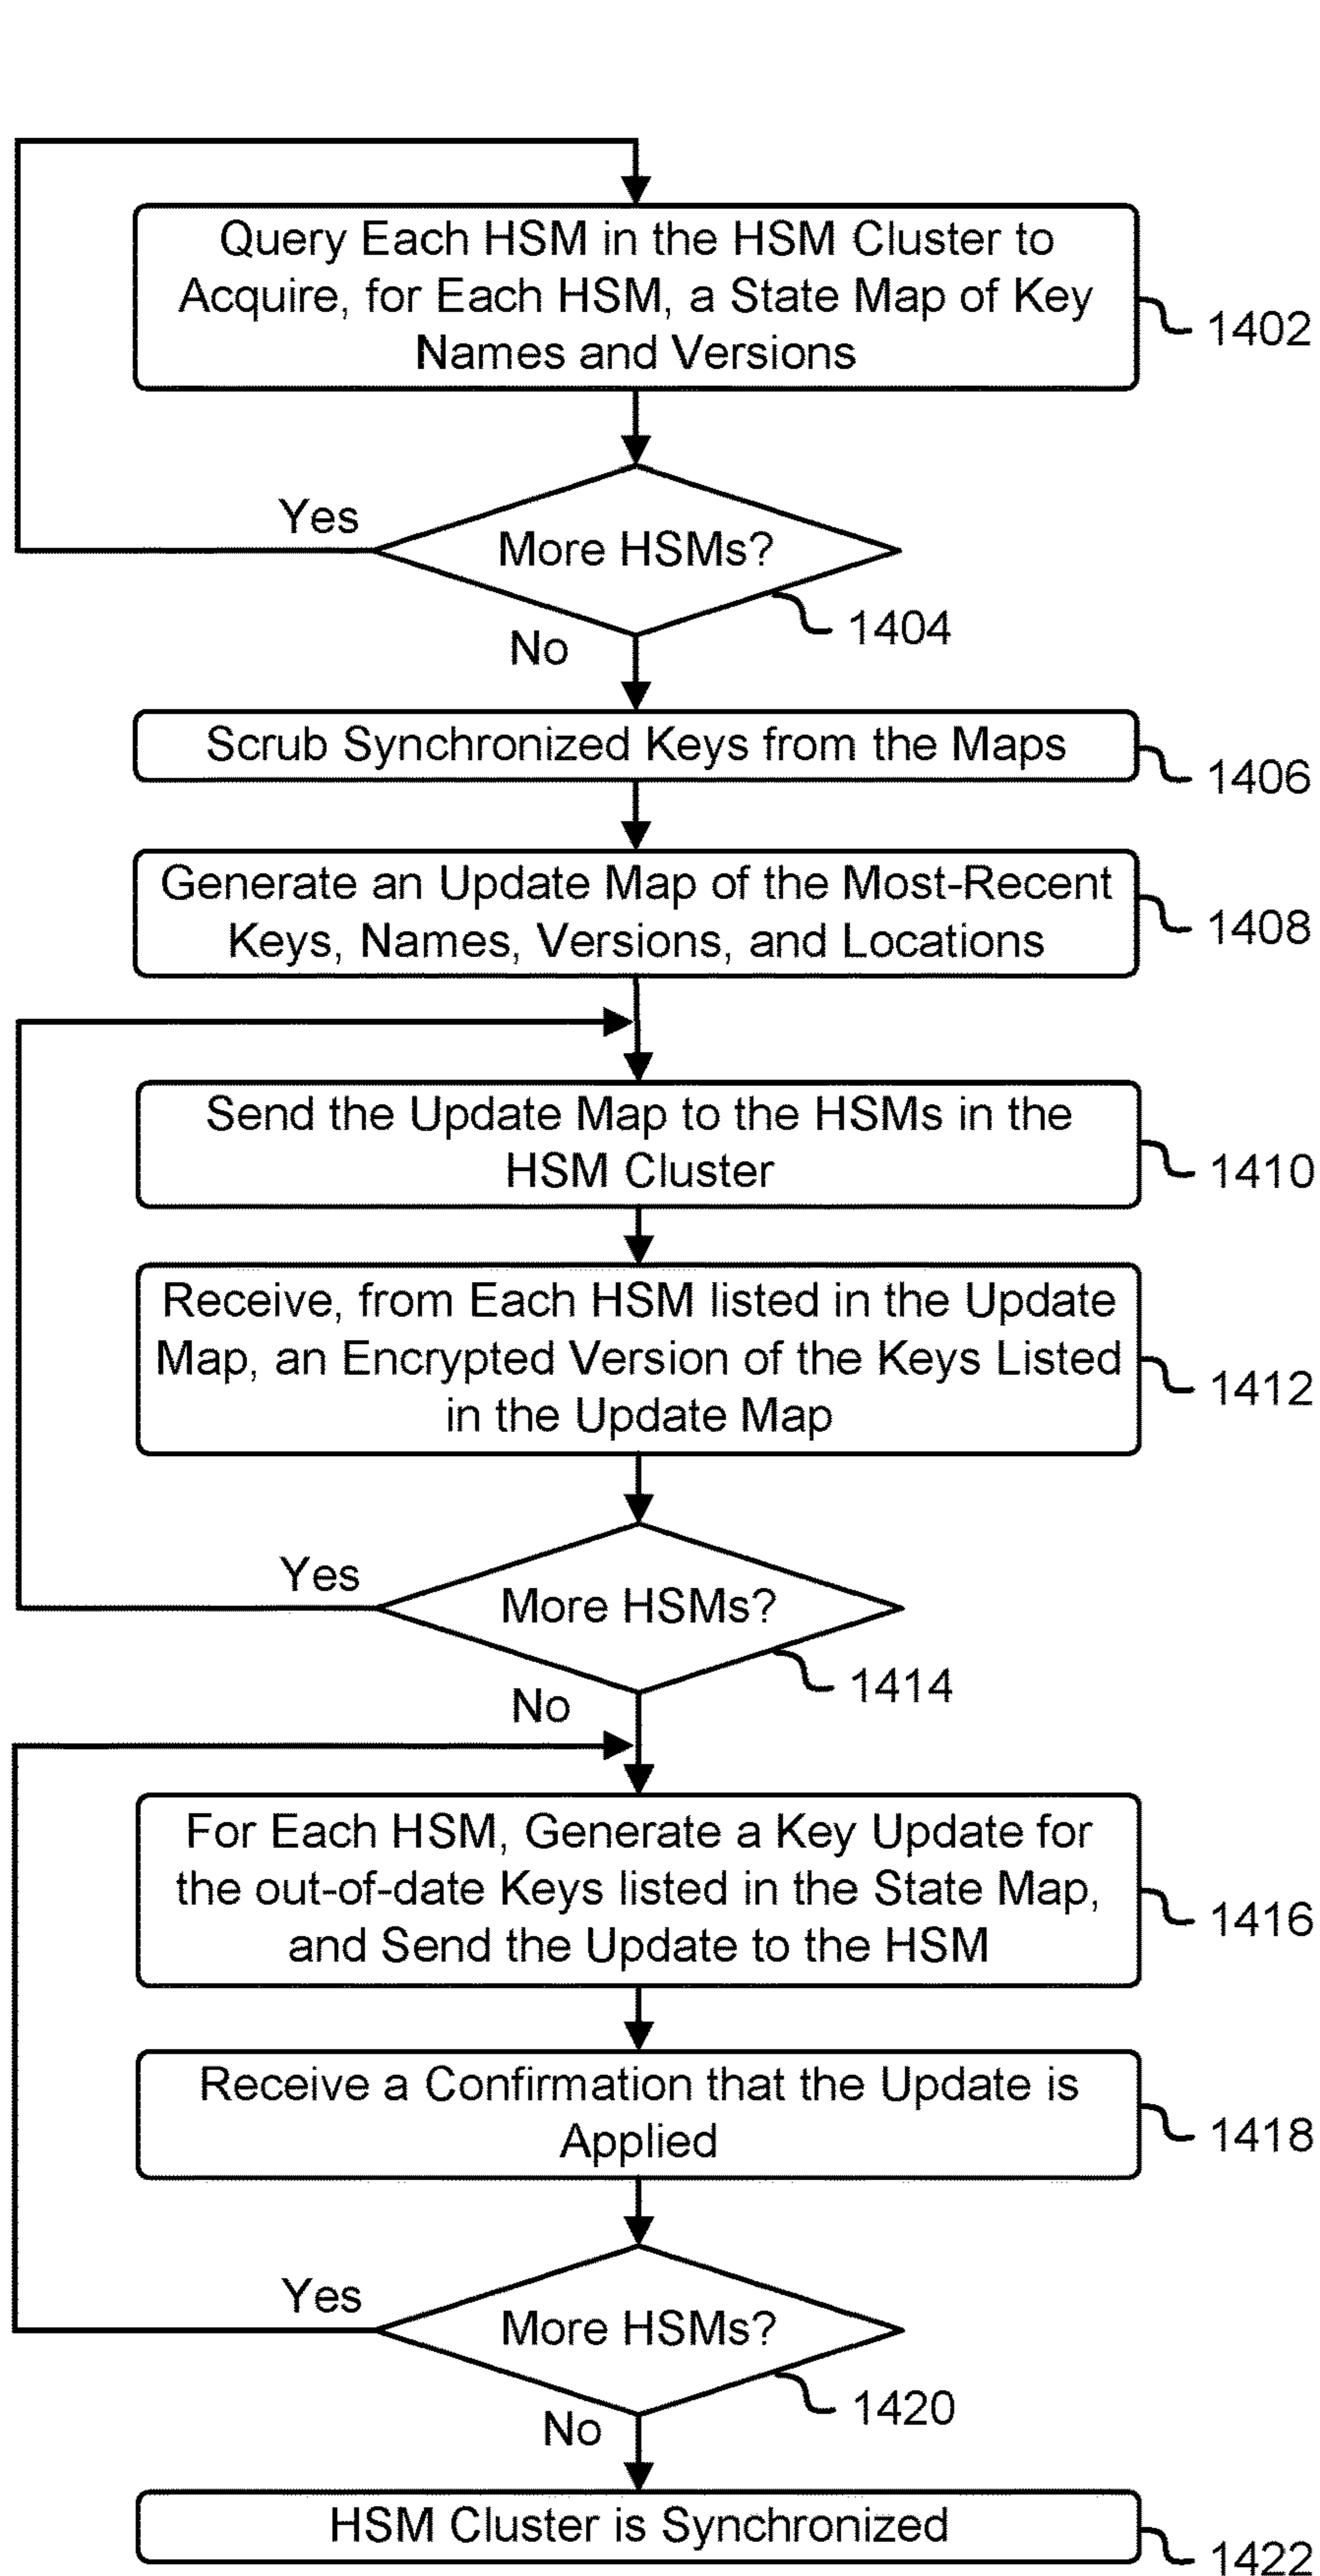 Query Each HSM in the HSM Cluster to
Acquire, for Each HSM, a State Map of Key
Names and Versions
1402
Yes
More HSMs?
1404
No
Scrub Synchronized Keys from the Maps
1406
Generate an Update Map of the Most-Recent
Keys, Names, Versions, and Locations
1408
Send the Update Map to the HSMs in the
HSM Cluster
1410
Receive, from Each HSM listed in the Update
Map, an Encrypted Version of the Keys Listed
in the Update Map
1412
Yes
More HSMs?
1414
No
For Each HSM, Generate a Key Update for
the out-of-date Keys listed in the State Map,
and Send the Update to the HSM
1416
Receive a Confirmation that the Update is
Applied
1418
Yes
More HSMs?
1420
No
HSM Cluster is Synchronized
1422